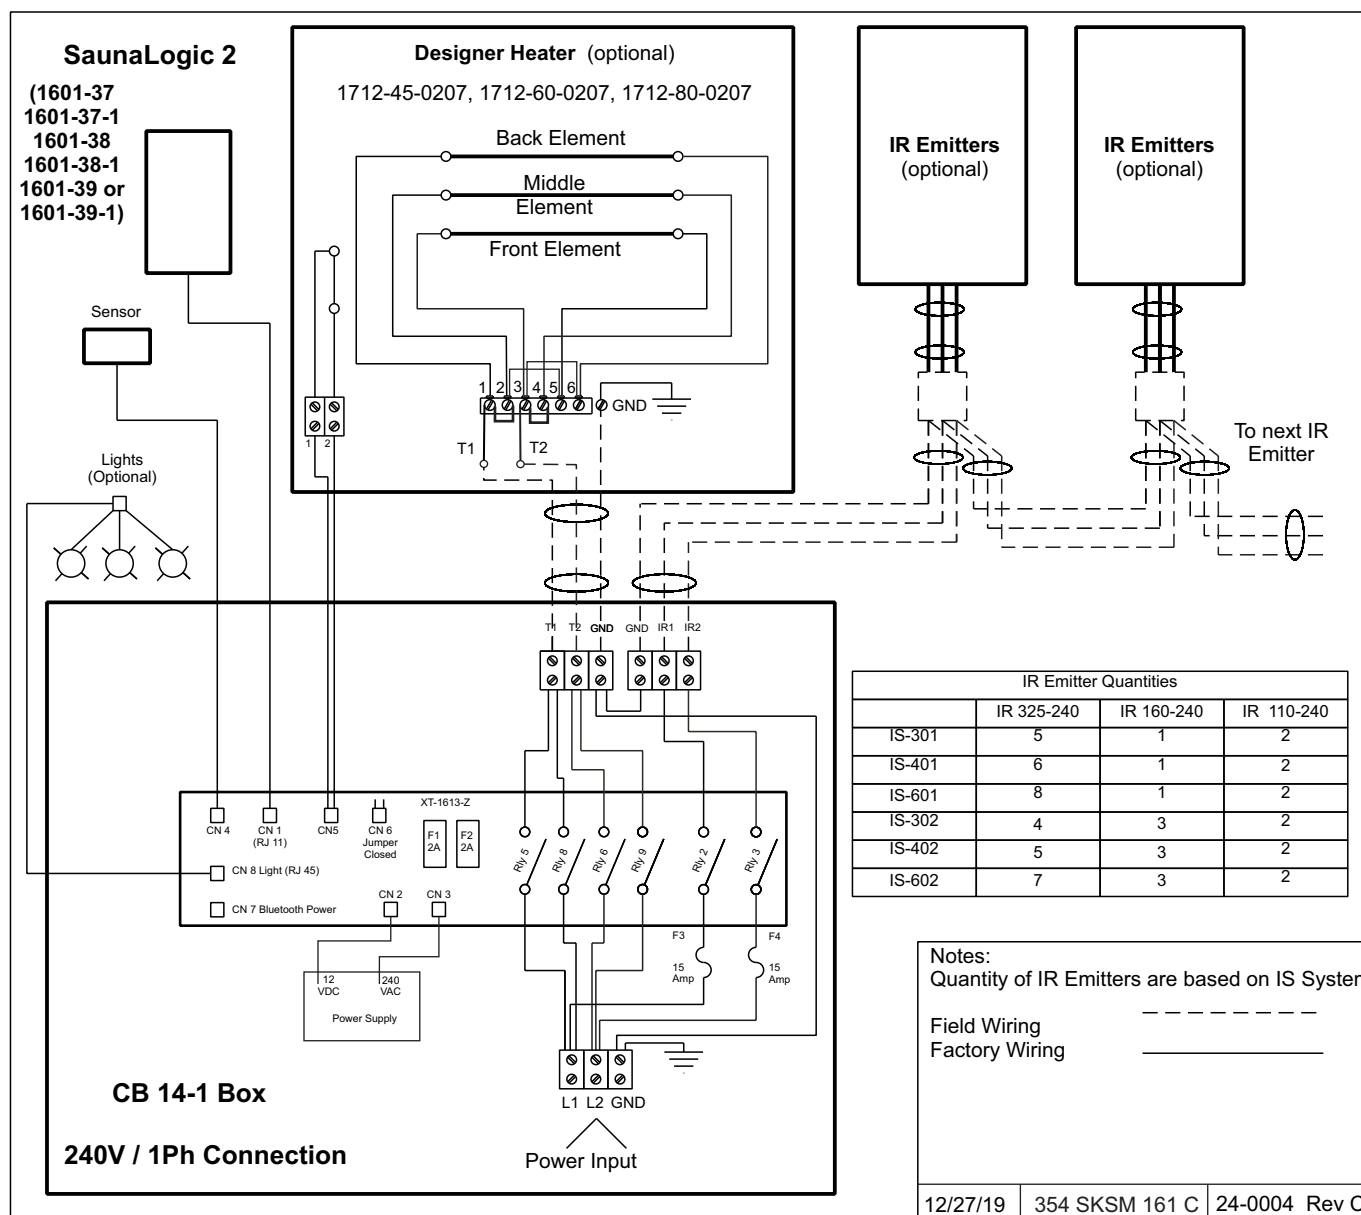 SaunaLogic 2
(1601-37
1601-37-1
1601-38
1601-38-1
1601-39 or
1601-39-1)
Designer Heater (optional)
1712-45-0207, 1712-60-0207, 1712-80-0207
Back Element
Middle
Element
Front Element
IR Emitters
(optional)
IR Emitters
(optional)
Sensor
1 2 3 4 5 6
GND
T1 T2
1 2
To next IR
Emitter
Lights
(Optional)
T1 T2 GND GND IR1 IR2
IR Emitter Quantities
IR 325-240 IR 160-240 IR 110-240
IS-301 5 1 2
IS-401 6 1 2
IS-601 8 1 2
IS-302 4 3 2
IS-402 5 3 2
IS-602 7 3 2
XT-1613-Z
CN 4
CN 1
(RJ 11)
CN5
CN 6
Jumper
Closed
F1
2A
F2
2A
Rly 5
Rly 8
Rly 6
Rly 9
Rly 2
Rly 3
CN 8 Light (RJ 45)
CN 7 Bluetooth Power
CN 2
CN 3
F3
15
Amp
F4
15
Amp
12
VDC
240
VAC
Power Supply
L1 L2 GND
Power Input
CB 14-1 Box
240V / 1Ph Connection
Notes:
Quantity of IR Emitters are based on IS System
Field Wiring
Factory Wiring
12/27/19 354 SKSM 161 C 24-0004 Rev C